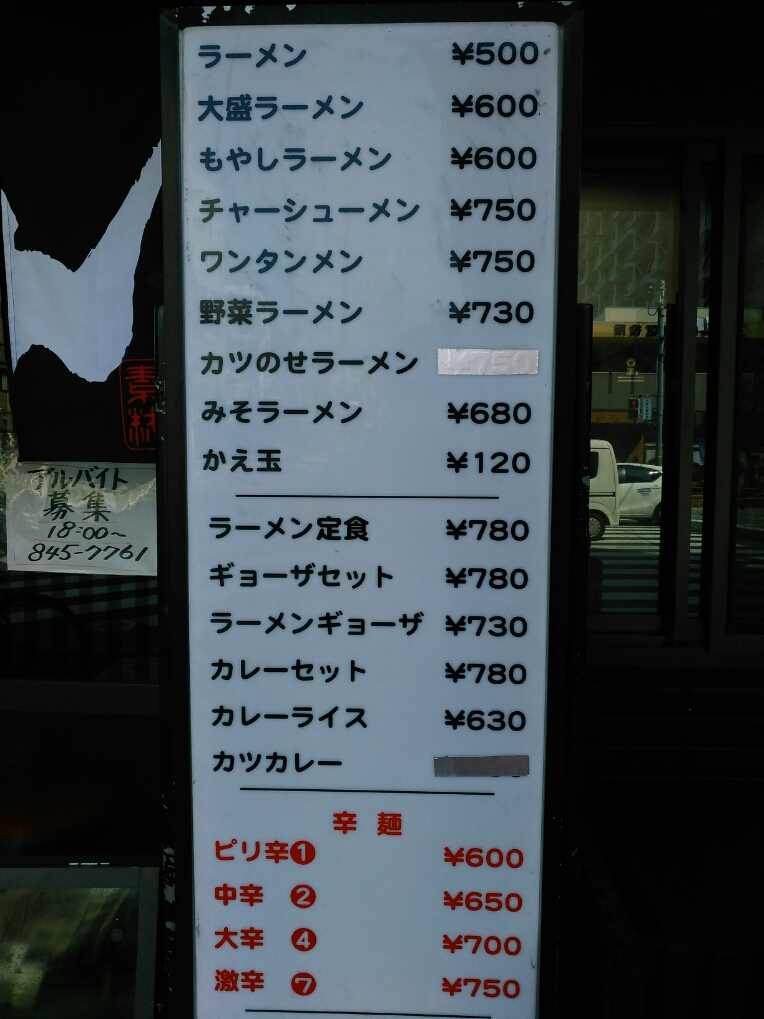 ラーメン ¥500
大盛ラーメン ¥600
もやしラーメン ¥600
チャーシューメン ¥750
ワンタンメン ¥750
野菜ラーメン ¥730
カツのせラーメン ¥750
みそラーメン ¥680
かえ玉 ¥120
ラーメン定食 ¥780
ギョーザセット ¥780
ラーメンギョーザ ¥730
カレーセット ¥780
カレーライス ¥630
カツカレー
辛麺
ピリ辛❶ ¥600
中辛 ❷ ¥650
大辛 ❹ ¥700
激辛 ❼ ¥750
素材
アルバイト
募集
18:00~
845-7761